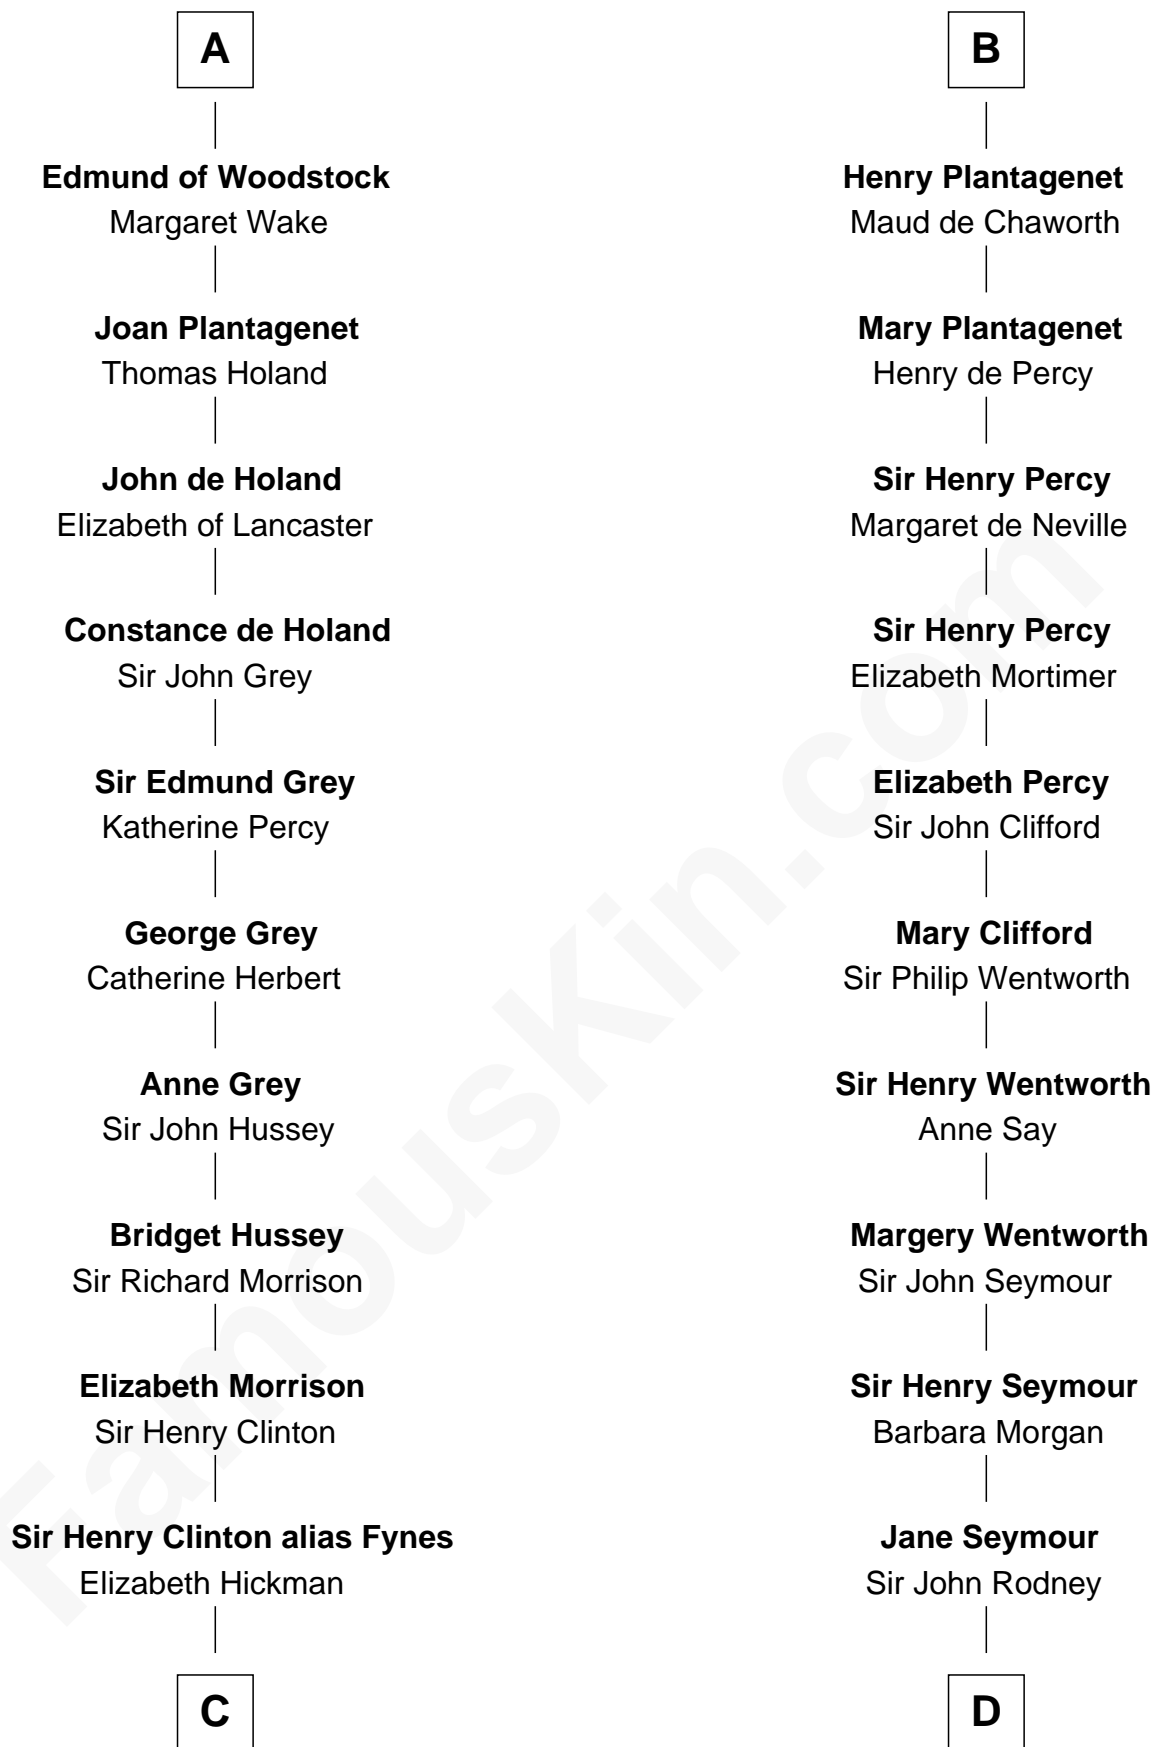 A
Edmund of Woodstock
Margaret Wake
Joan Plantagenet
Thomas Holand
John de Holand
Elizabeth of Lancaster
Constance de Holand
Sir John Grey
Sir Edmund Grey
Katherine Percy
George Grey
Catherine Herbert
Anne Grey
Sir John Hussey
Bridget Hussey
Sir Richard Morrison
Elizabeth Morrison
Sir Henry Clinton
Sir Henry Clinton alias Fynes
Elizabeth Hickman
C
B
Henry Plantagenet
Maud de Chaworth
Mary Plantagenet
Henry de Percy
Sir Henry Percy
Margaret de Neville
Sir Henry Percy
Elizabeth Mortimer
Elizabeth Percy
Sir John Clifford
Mary Clifford
Sir Philip Wentworth
Sir Henry Wentworth
Anne Say
Margery Wentworth
Sir John Seymour
Sir Henry Seymour
Barbara Morgan
Jane Seymour
Sir John Rodney
D
FamousKin.com